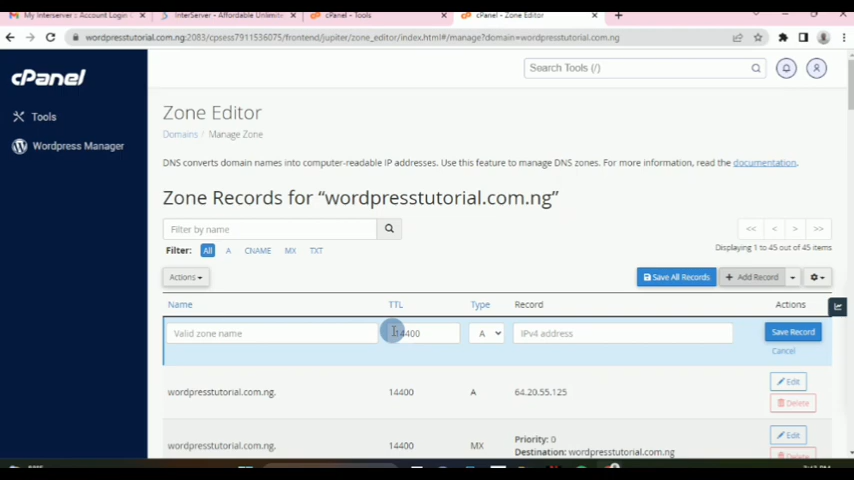 My Interserver : Account Login
InterServer - Affordable Unlimite
cPanel - Tools
cPanel - Zone Editor
wordpresstutorial.com.ng:2083/cpsess7911536075/frontend/jupiter/zone_editor/index.html#/manage?domain=wordpresstutorial.com.ng
cPanel
Search Tools (/)
Tools
Wordpress Manager
Zone Editor
Domains / Manage Zone
DNS converts domain names into computer-readable IP addresses. Use this feature to manage DNS zones. For more information, read the documentation.
Zone Records for “wordpresstutorial.com.ng”
Filter by name
<< < > >>
Displaying 1 to 45 out of 45 items
Filter: All A CNAME MX TXT
Actions
Save All Records
+ Add Record
Name TTL Type Record Actions
Valid zone name 14400 A IPv4 address Save Record
Cancel
wordpresstutorial.com.ng. 14400 A 64.20.55.125 Edit
Delete
wordpresstutorial.com.ng. 14400 MX Priority: 0 Edit
Destination: wordpresstutorial.com.ng Delete